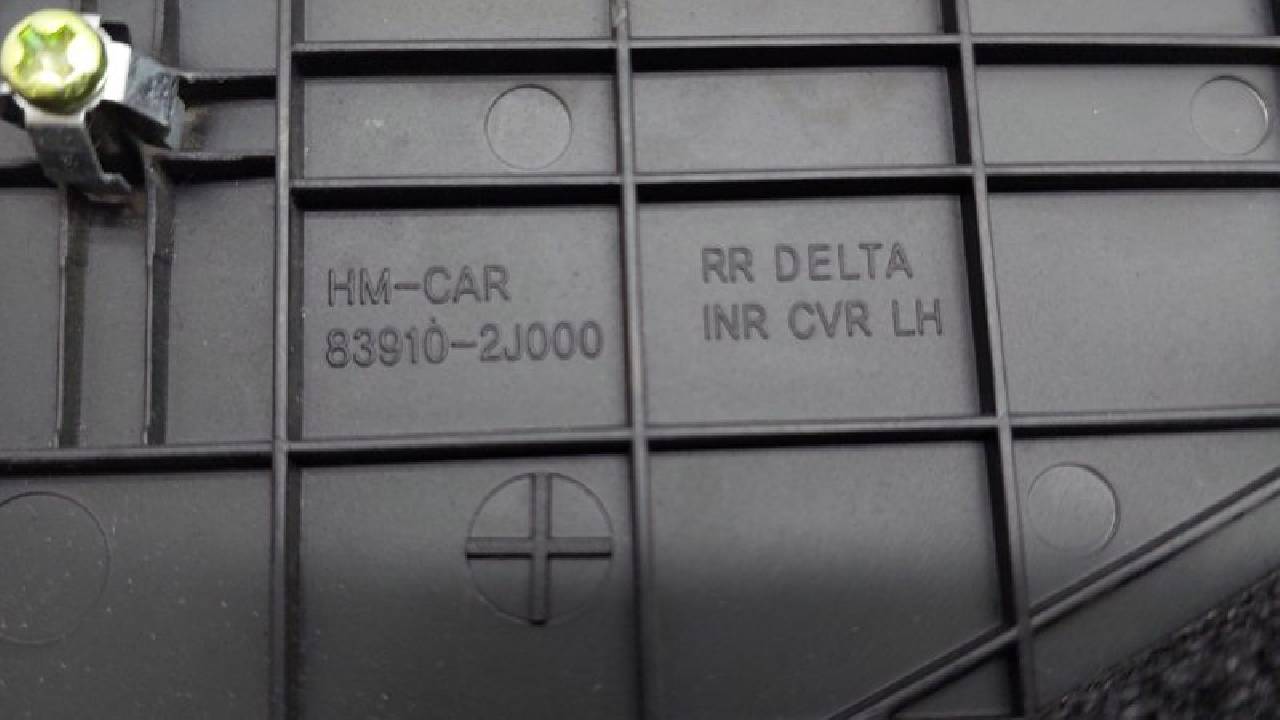 HM-CAR
83910-2J000
RR DELTA
INR CVR LH